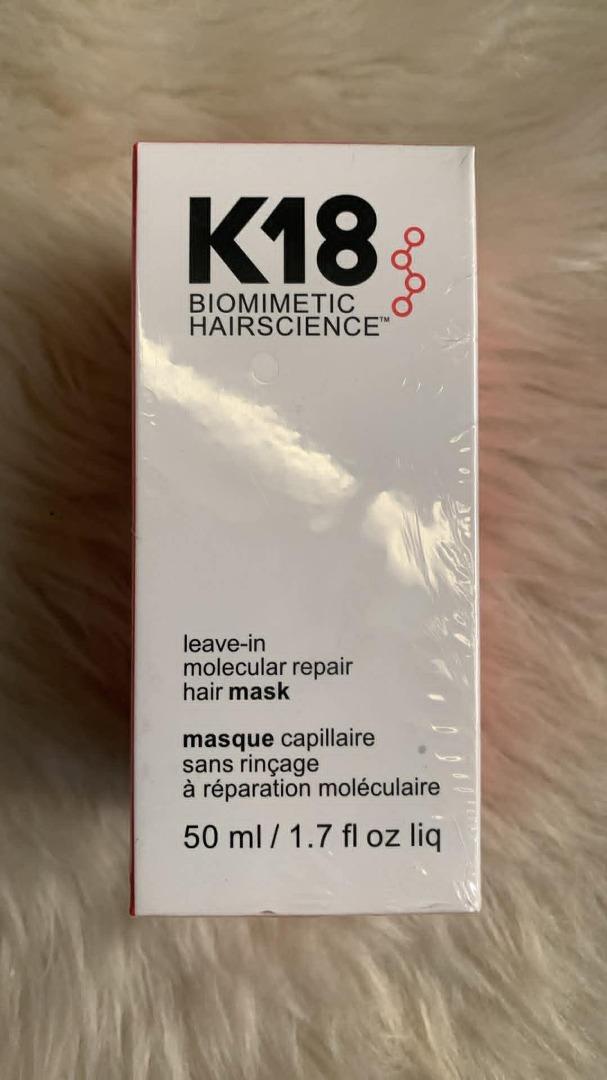 K18
BIOMIMETIC
HAIRSCIENCE™
leave-in
molecular repair
hair mask
masque capillaire
sans rinçage
à réparation moléculaire
50 ml / 1.7 fl oz liq